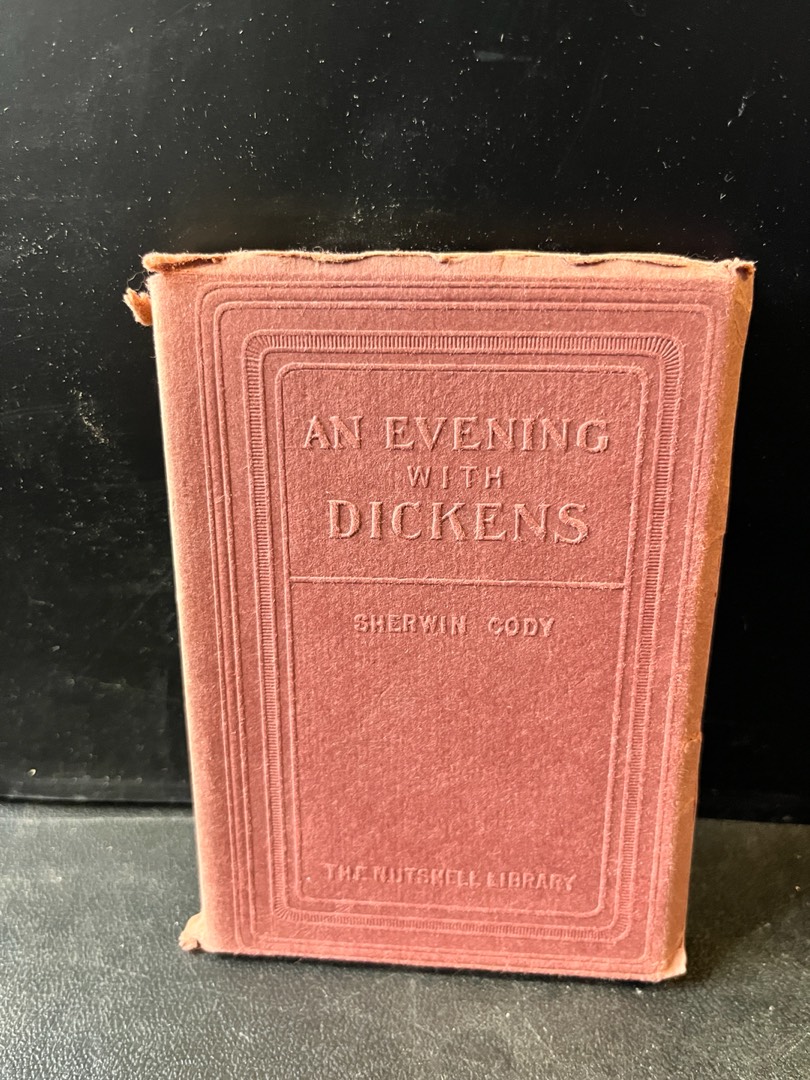 AN EVENING
WITH
DICKENS
SHERWIN CODY
THE NUTSHELL LIBRARY